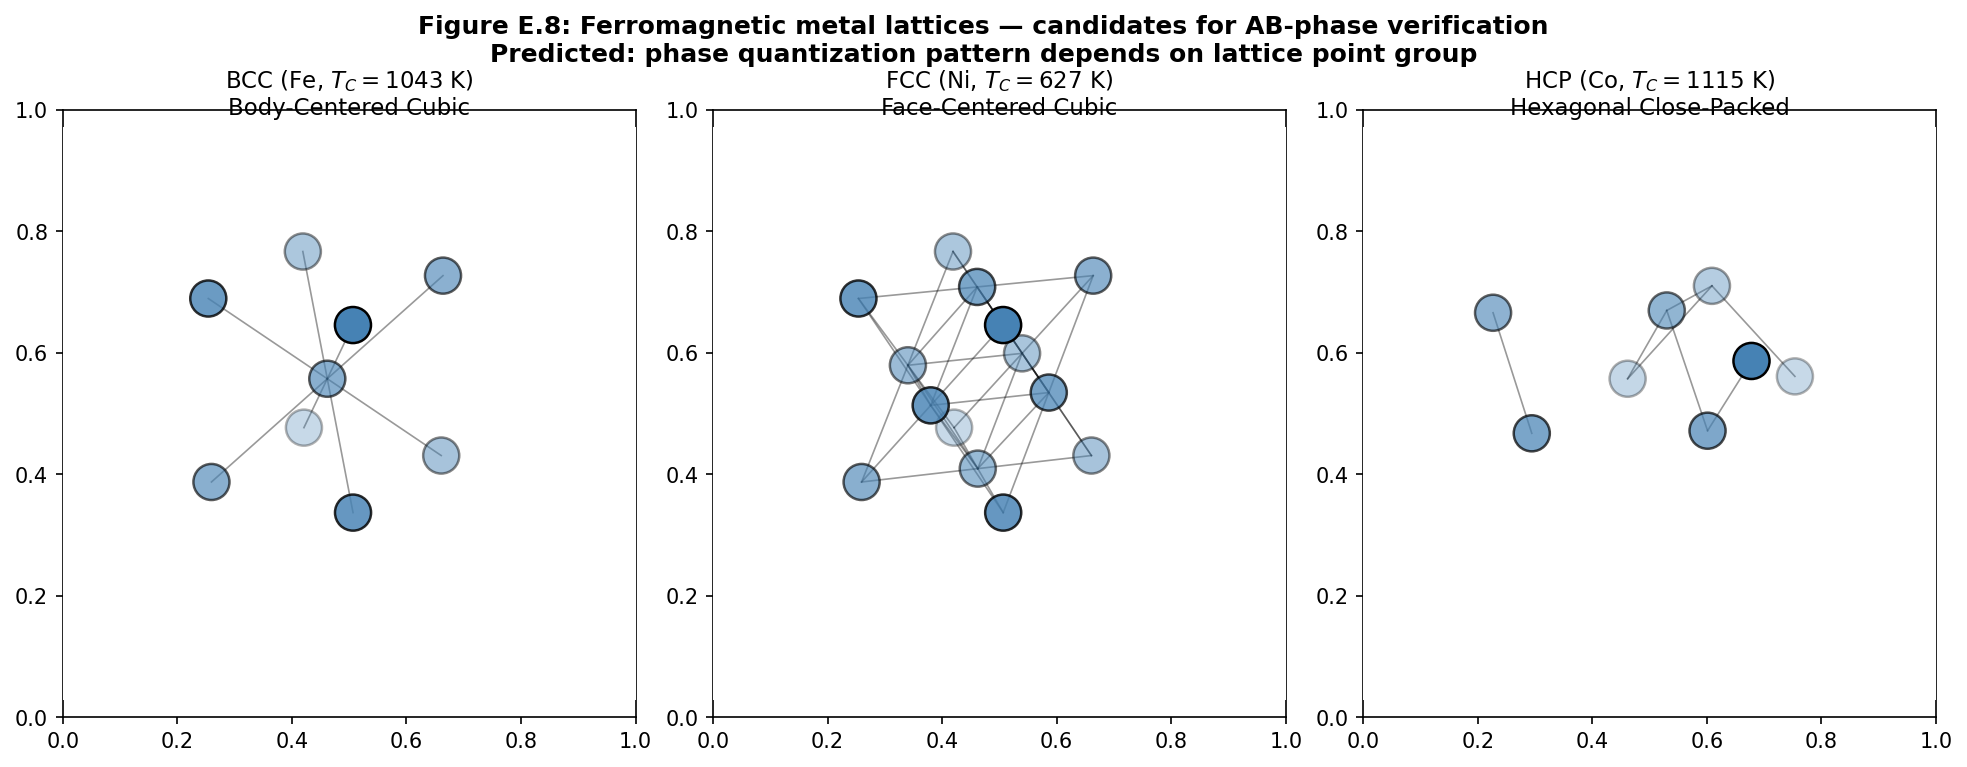 Figure E.8: Ferromagnetic metal lattices — candidates for AB-phase verification
Predicted: phase quantization pattern depends on lattice point group
BCC (Fe, T_C = 1043 K)
Body-Centered Cubic
FCC (Ni, T_C = 627 K)
Face-Centered Cubic
HCP (Co, T_C = 1115 K)
Hexagonal Close-Packed
1.0
0.8
0.6
0.4
0.2
0.0
0.0 0.2 0.4 0.6 0.8 1.0
1.0
0.8
0.6
0.4
0.2
0.0
0.0 0.2 0.4 0.6 0.8 1.0
1.0
0.8
0.6
0.4
0.2
0.0
0.0 0.2 0.4 0.6 0.8 1.0